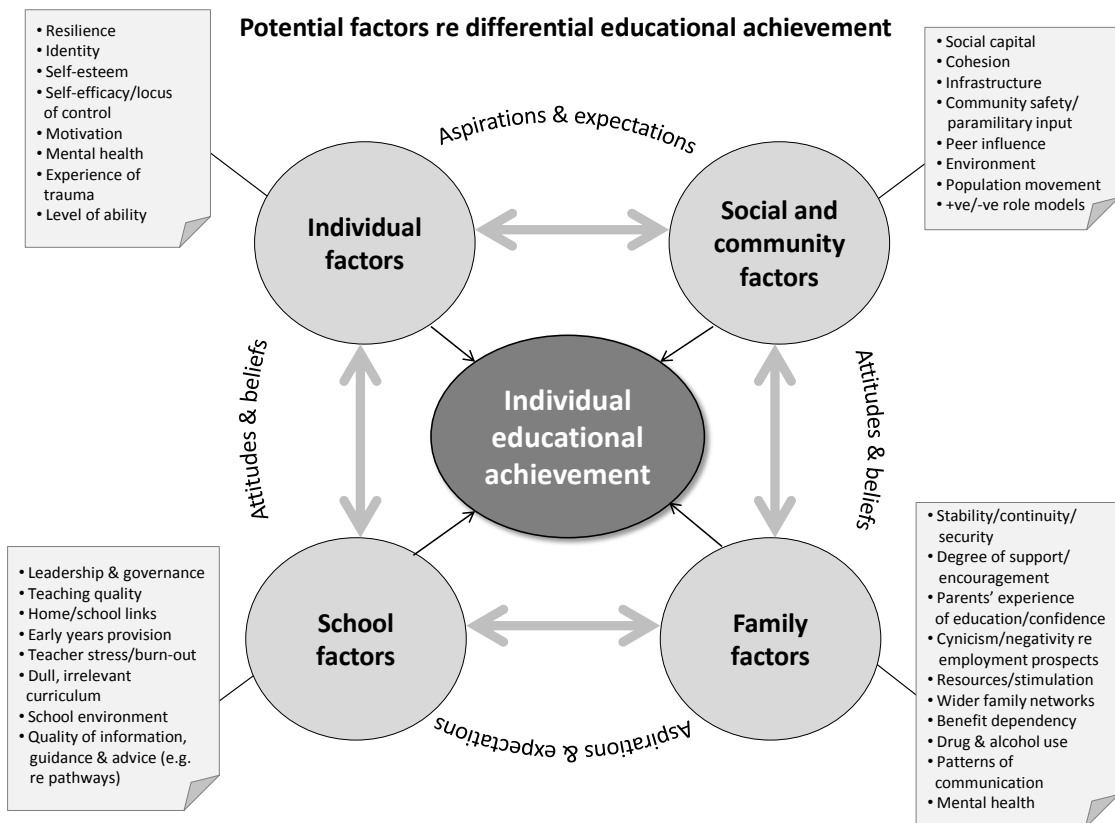 Potential factors re differential educational achievement
• Resilience
• Identity
• Self-esteem
• Self-efficacy/locus
of control
• Motivation
• Mental health
• Experience of
trauma
• Level of ability
• Social capital
• Cohesion
• Infrastructure
• Community safety/
paramilitary input
• Peer influence
• Environment
• Population movement
• +ve/-ve role models
Aspirations & expectations
Individual
factors
Social and
community
factors
Attitudes & beliefs
Individual
educational
achievement
Attitudes & beliefs
• Leadership & governance
• Teaching quality
• Home/school links
• Early years provision
• Teacher stress/burn-out
• Dull, irrelevant
curriculum
• School environment
• Quality of information,
guidance & advice (e.g.
re pathways)
School
factors
Family
factors
Aspirations & expectations
• Stability/continuity/
security
• Degree of support/
encouragement
• Parents’ experience
of education/confidence
• Cynicism/negativity re
employment prospects
• Resources/stimulation
• Wider family networks
• Benefit dependency
• Drug & alcohol use
• Patterns of
communication
• Mental health